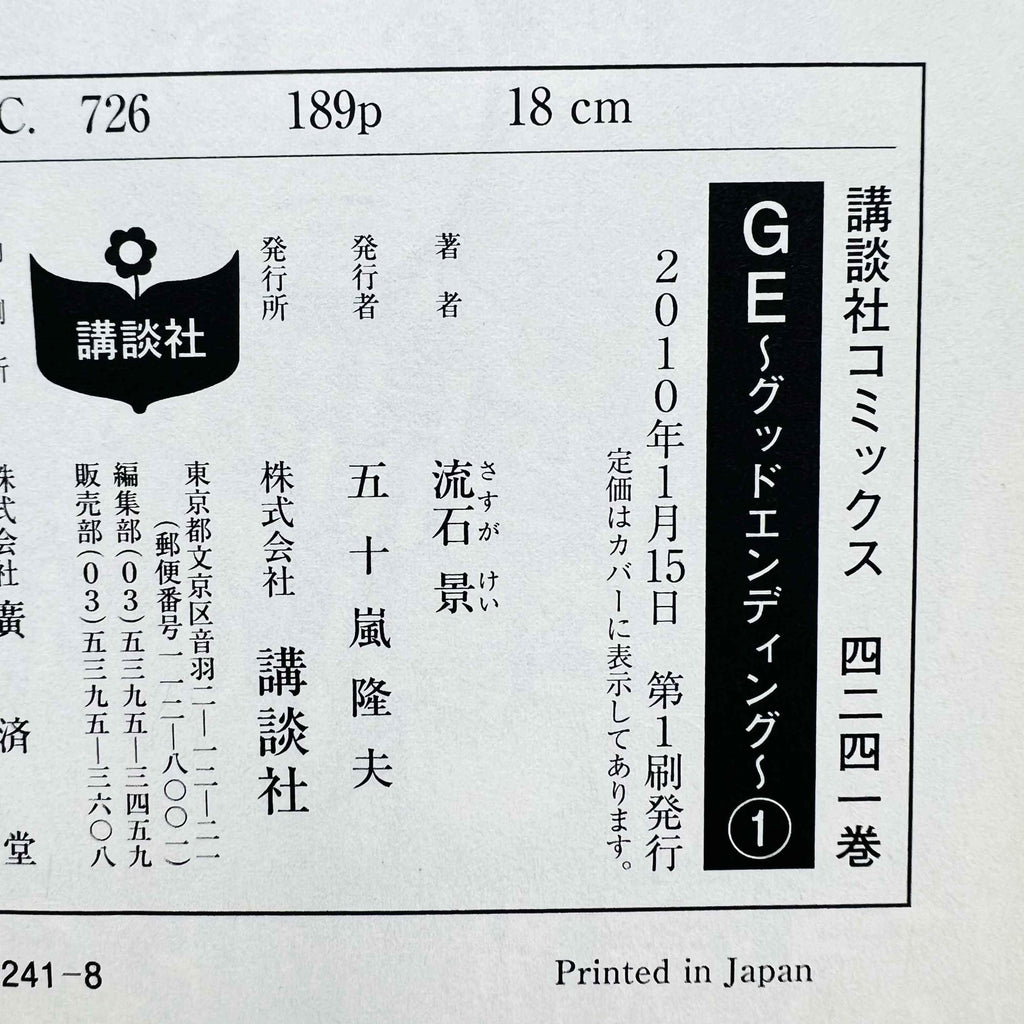 C. 726 189p 18 cm
講談社コミックス 四二四一巻
GE～グッドエンディング～①
2010年1月15日 第1刷発行
定価はカバーに表示してあります。
著者 流石 景
さすが けい
発行者 五十嵐隆夫
発行所 株式会社 講談社
東京都文京区音羽二―一二―二一
(郵便番号一一二―八〇〇一)
編集部(03)五三九五―三四五九
販売部(03)五三九五―三六〇八
講談社
株式会社 廣済堂
241-8
Printed in Japan